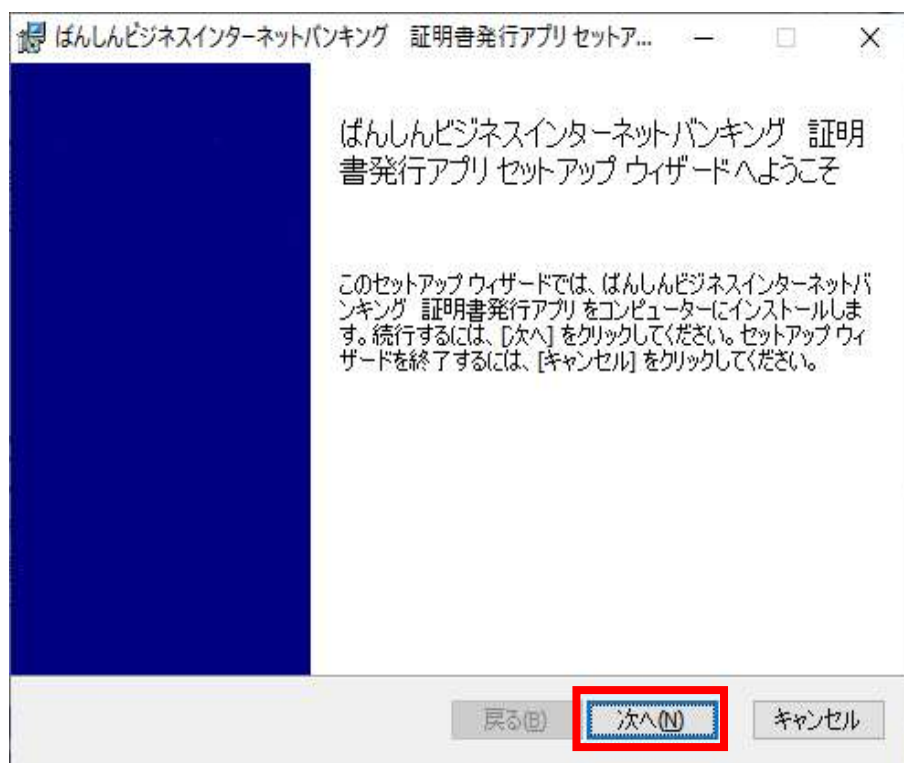 ばんしんビジネスインターネットバンキング　証明書発行アプリ セットア...
ばんしんビジネスインターネットバンキング　証明
書発行アプリ セットアップ ウィザードへようこそ
このセットアップ ウィザードでは、ばんしんビジネスインターネットバ
ンキング　証明書発行アプリ をコンピューターにインストールしま
す。続行するには、[次へ] をクリックしてください。セットアップ ウィ
ザードを終了するには、[キャンセル] をクリックしてください。
戻る(B) 次へ(N) キャンセル